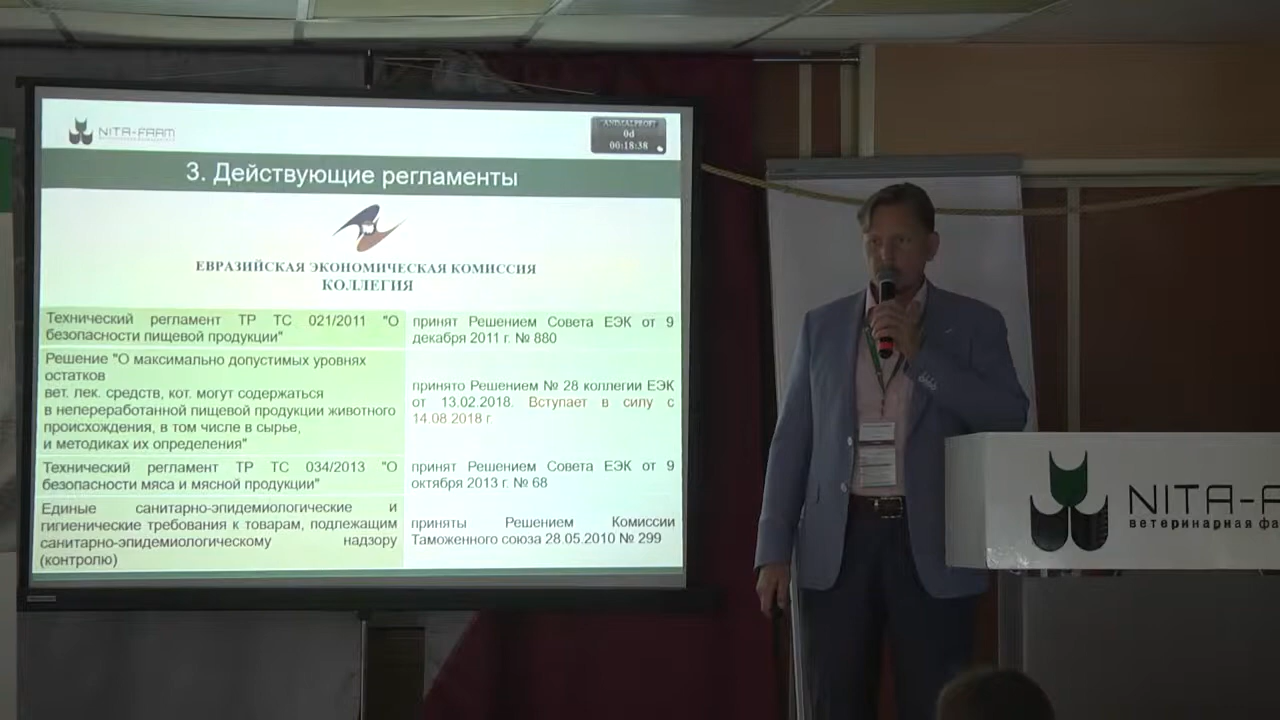 NITA-FARM
ANIMALPROFI
0d
00:18:38
3. Действующие регламенты
ЕВРАЗИЙСКАЯ ЭКОНОМИЧЕСКАЯ КОМИССИЯ
КОЛЛЕГИЯ
Технический регламент ТР ТС 021/2011 "О
безопасности пищевой продукции"
принят Решением Совета ЕЭК от 9
декабря 2011 г. № 880
Решение "О максимально допустимых уровнях
остатков
вет. лек. средств, кот. могут содержаться
в непереработанной пищевой продукции животного
происхождения, в том числе в сырье,
и методиках их определения"
принято Решением № 28 коллегии ЕЭК
от 13.02.2018. Вступает в силу с
14.08.2018 г.
Технический регламент ТР ТС 034/2013 "О
безопасности мяса и мясной продукции"
принят Решением Совета ЕЭК от 9
октября 2013 г. № 68
Единые санитарно-эпидемиологические и
гигиенические требования к товарам, подлежащим
санитарно-эпидемиологическому надзору
(контролю)
приняты Решением Комиссии
Таможенного союза 28.05.2010 № 299
NITA-FA
ветеринарная фа